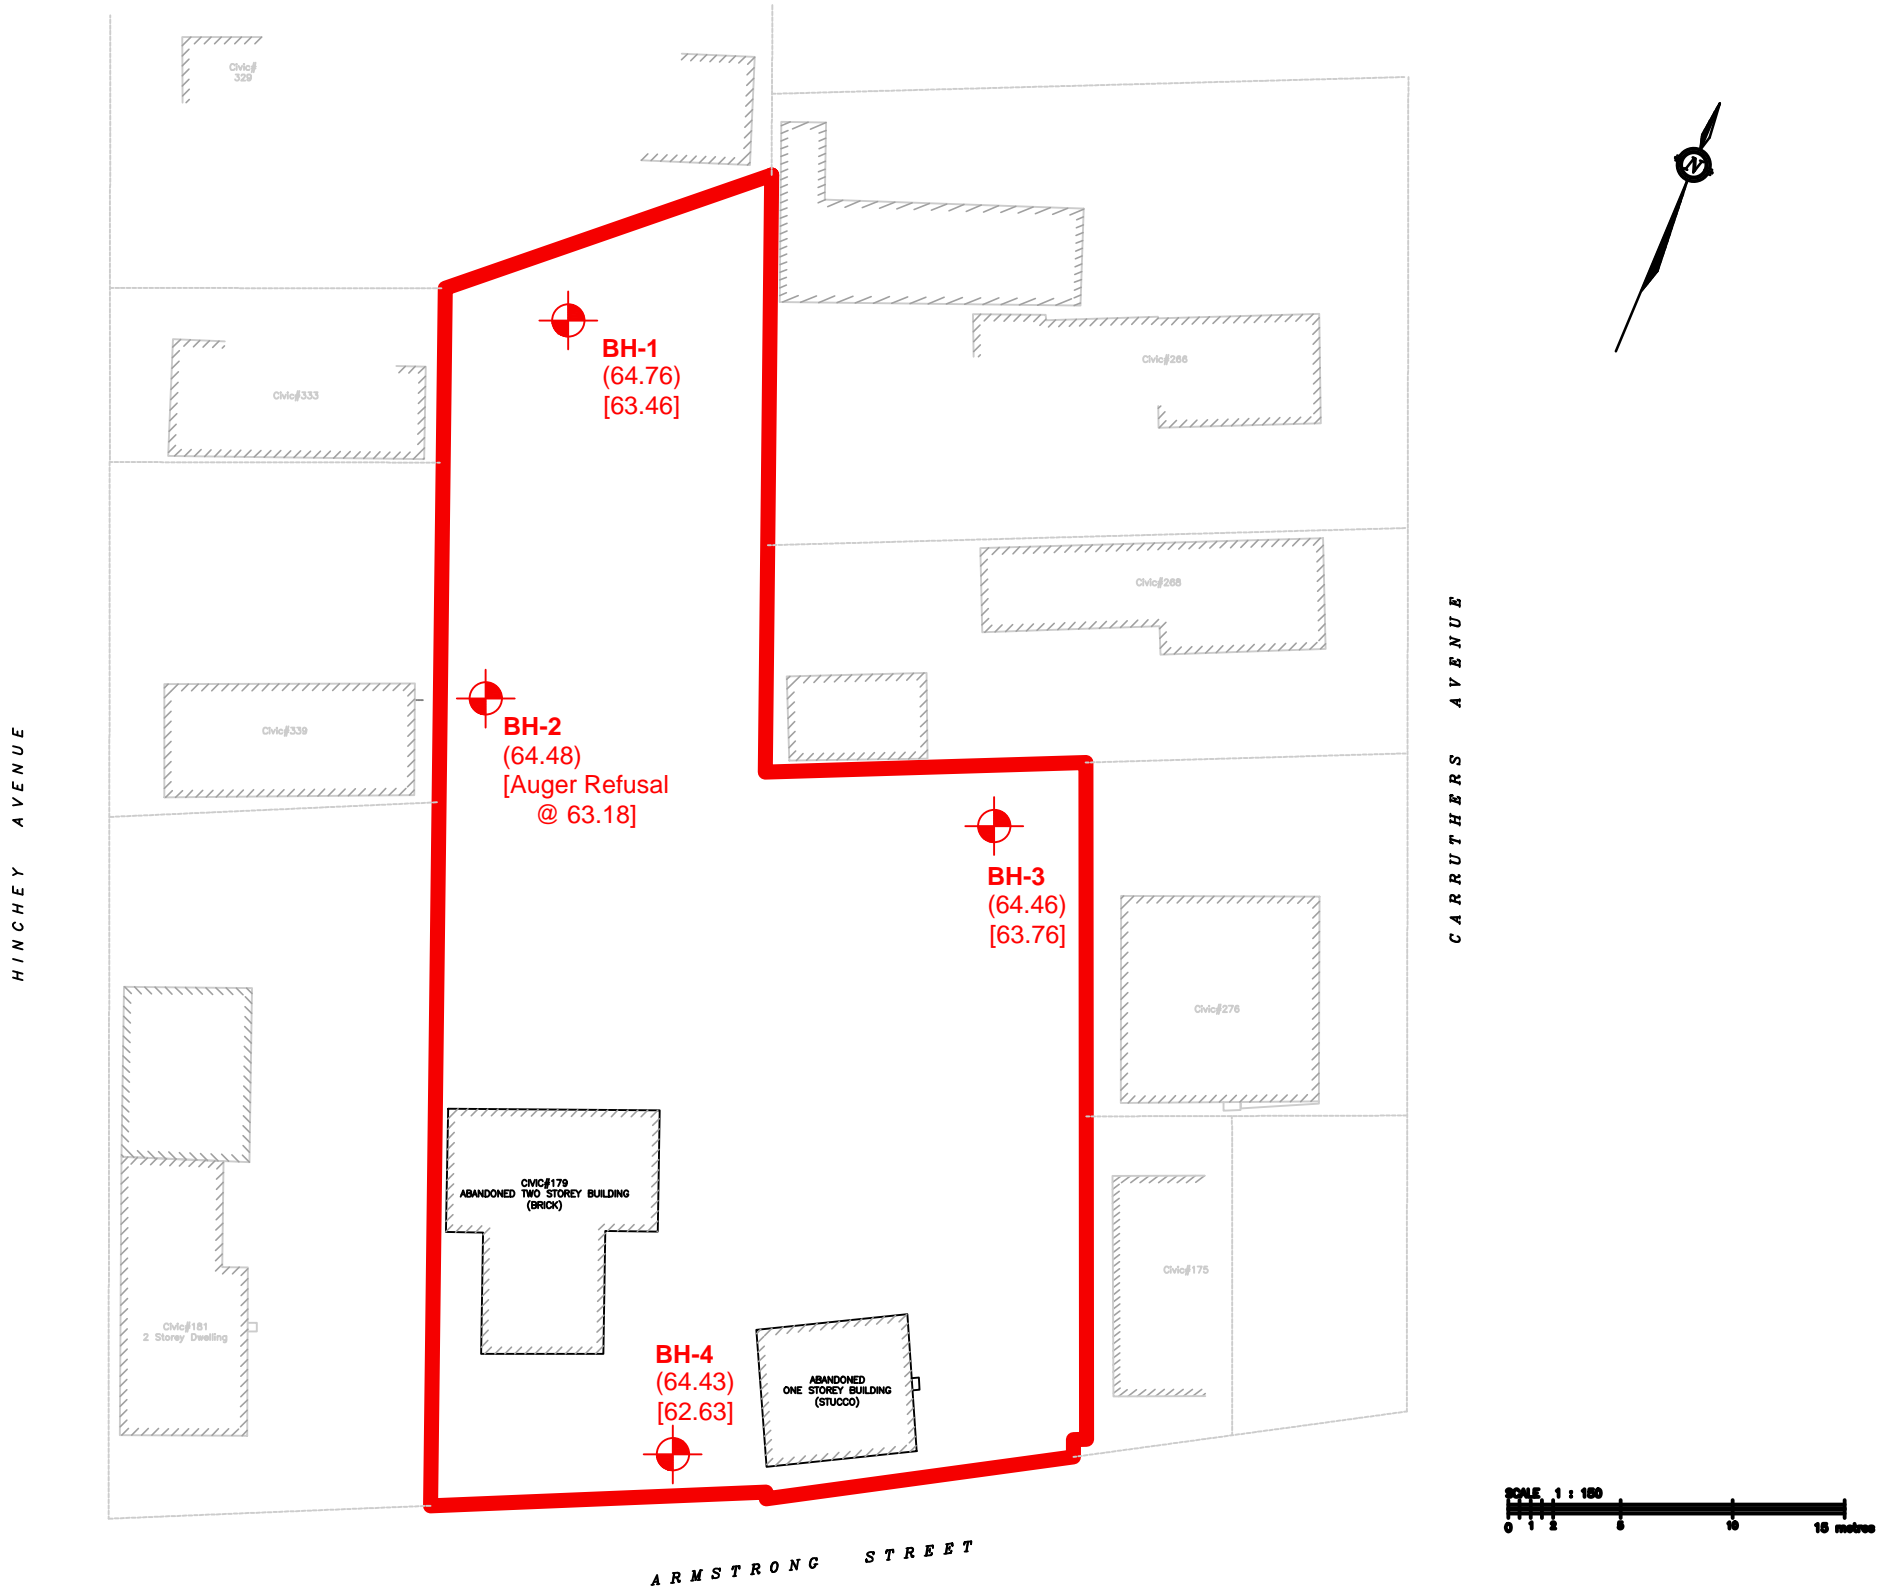 Civic#
329
N
BH-1
(64.76)
[63.46]
Civic#266
Civic#333
Civic#268
BH-2
(64.48)
[Auger Refusal
@ 63.18]
Civic#339
HINCHEY AVENUE
CARRUTHERS AVENUE
BH-3
(64.46)
[63.76]
Civic#276
CIVIC#179
ABANDONED TWO STOREY BUILDING
(BRICK)
Civic#175
Civic#181
2 Storey Dwelling
BH-4
(64.43)
[62.63]
ABANDONED
ONE STOREY BUILDING
(STUCCO)
SCALE 1 : 150
0 1 2 5 10 15 metres
ARMSTRONG STREET